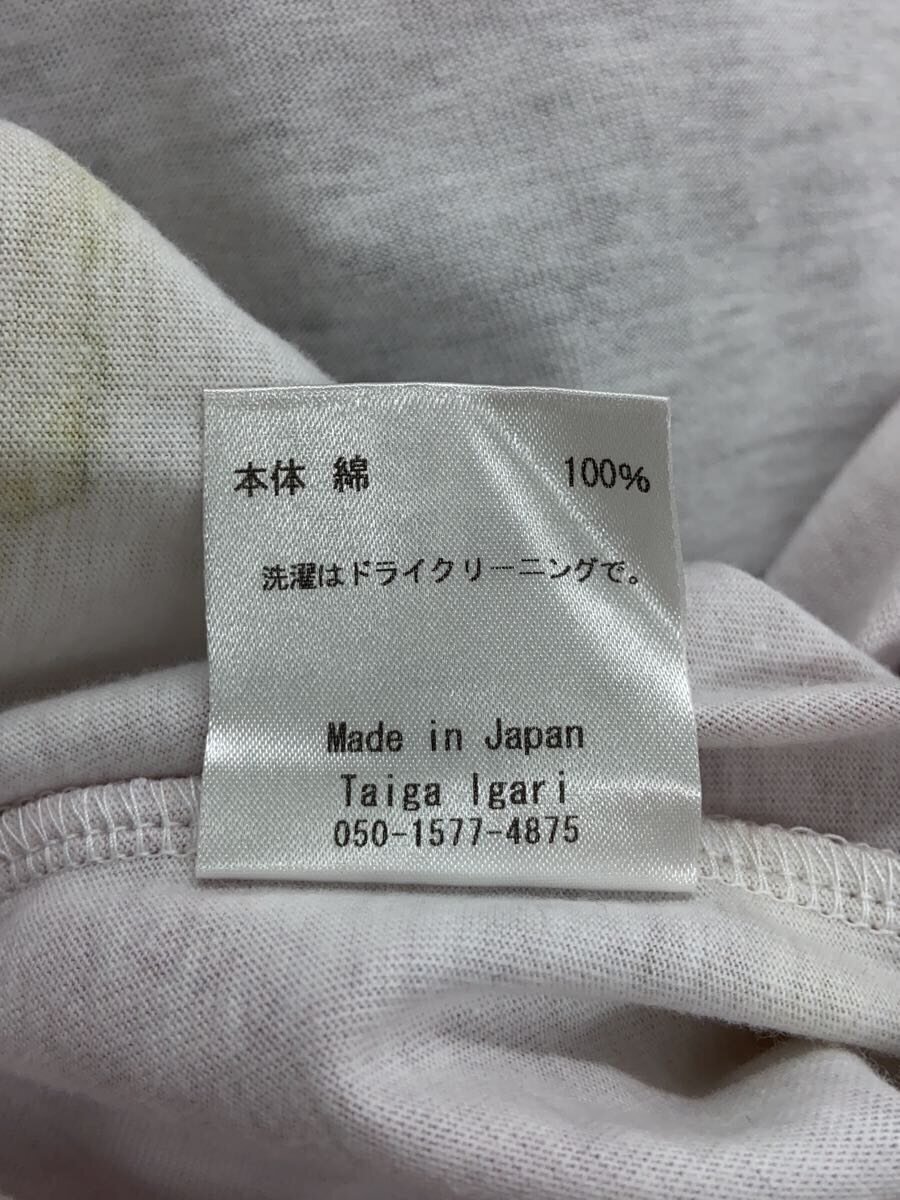 本体 綿 100%
洗濯はドライクリーニングで。
Made in Japan
Taiga Igari
050-1577-4875